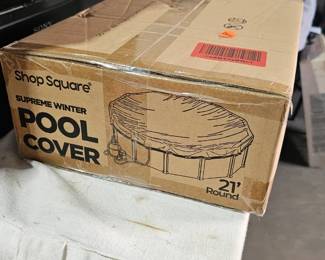 Shop Square®
SUPREME WINTER
POOL
COVER
21'
Round